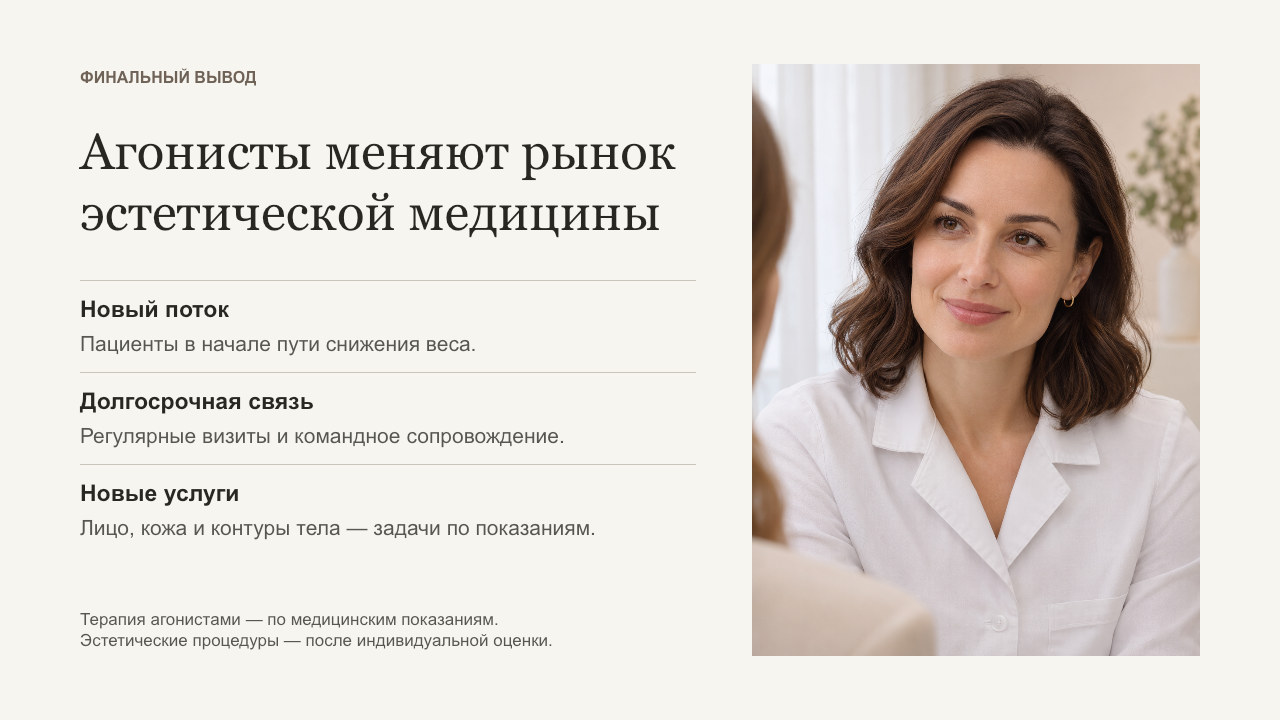 ФИНАЛЬНЫЙ ВЫВОД
Агонисты меняют рынок
эстетической медицины
Новый поток
Пациенты в начале пути снижения веса.
Долгосрочная связь
Регулярные визиты и командное сопровождение.
Новые услуги
Лицо, кожа и контуры тела — задачи по показаниям.
Терапия агонистами — по медицинским показаниям.
Эстетические процедуры — после индивидуальной оценки.